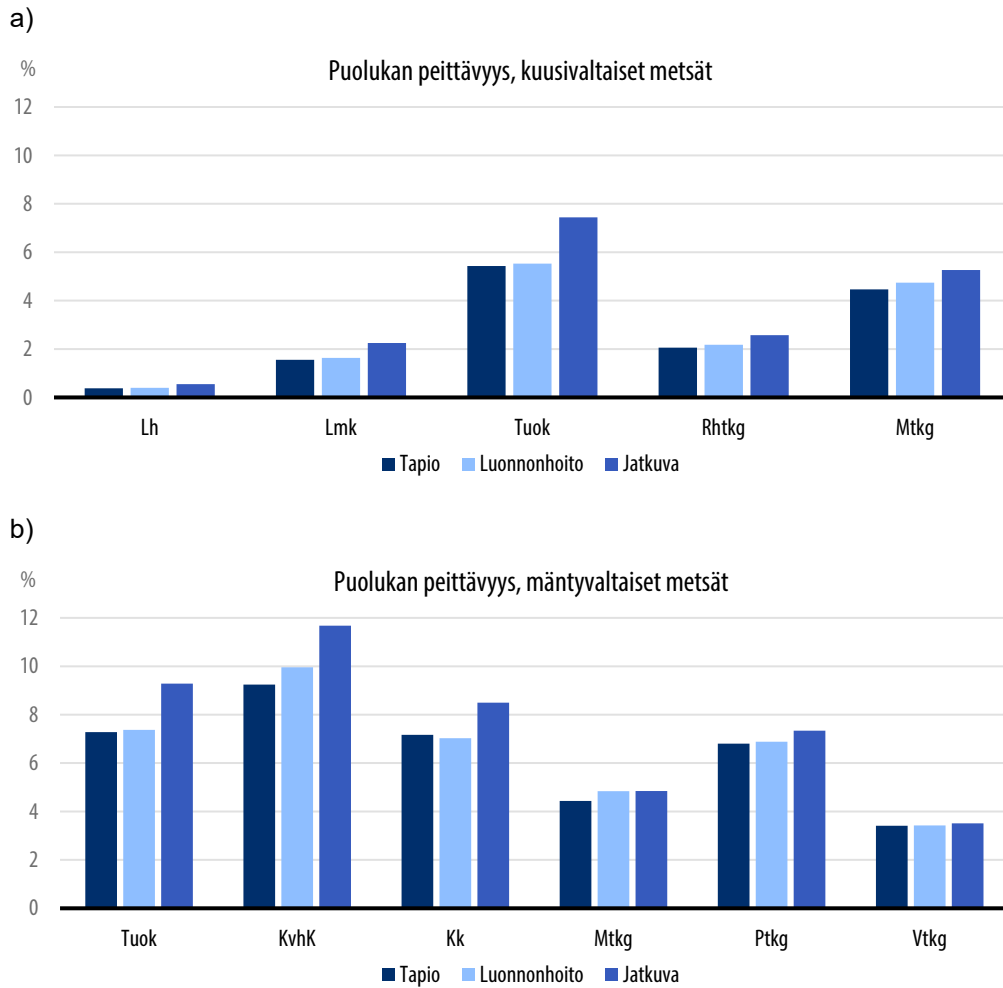 a)
%
Puolukan peittävyys, kuusivaltaiset metsät
12
10
8
6
4
2
0
Lh Lmk Tuok Rhtkg Mtkg
Tapio Luonnonhoito Jatkuva
b)
%
Puolukan peittävyys, mäntyvaltaiset metsät
12
10
8
6
4
2
0
Tuok KvhK Kk Mtkg Ptkg Vtkg
Tapio Luonnonhoito Jatkuva